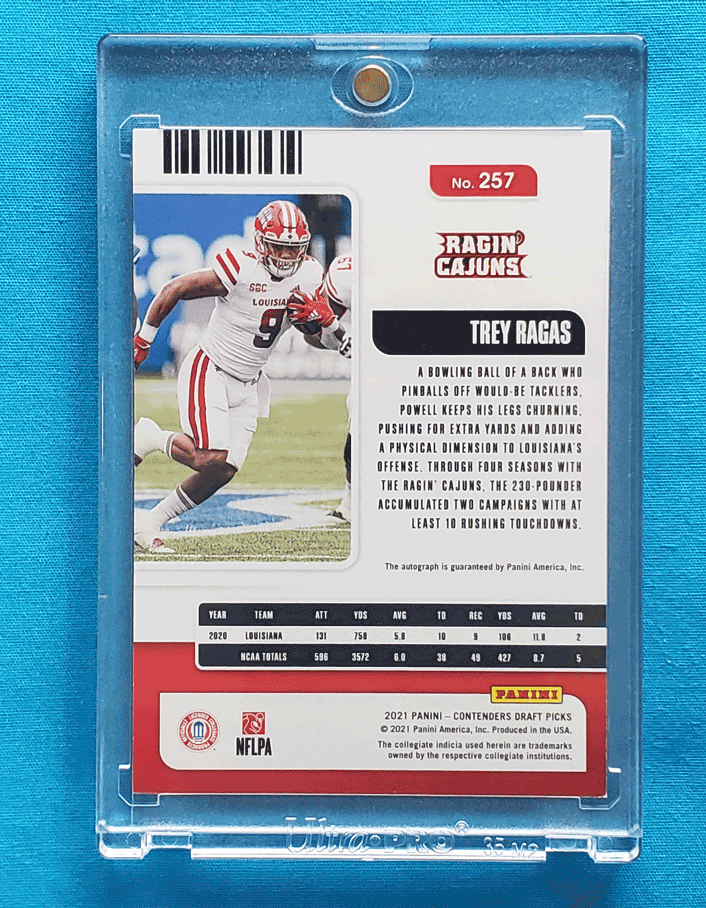 No. 257
RAGIN'
CAJUNS
TREY RAGAS
A BOWLING BALL OF A BACK WHO
PINBALLS OFF WOULD-BE TACKLERS,
POWELL KEEPS HIS LEGS CHURNING,
PUSHING FOR EXTRA YARDS AND ADDING
A PHYSICAL DIMENSION TO LOUISIANA'S
OFFENSE. THROUGH FOUR SEASONS WITH
THE RAGIN' CAJUNS, THE 230-POUNDER
ACCUMULATED TWO CAMPAIGNS WITH AT
LEAST 10 RUSHING TOUCHDOWNS.
The autograph is guaranteed by Panini America, Inc.
9
SBC
LOUISIANA
9
YEAR TEAM ATT YDS AVG TD REC YDS AVG TD
2020 LOUISIANA 131 758 5.8 10 9 106 11.8 2
NCAA TOTALS 596 3572 6.0 38 49 427 8.7 5
PANINI
2021 PANINI – CONTENDERS DRAFT PICKS
© 2021 Panini America, Inc. Produced in the USA.
The collegiate indicia used herein are trademarks
owned by the respective collegiate institutions.
NFLPA
Ultra•PRO®
35 M2